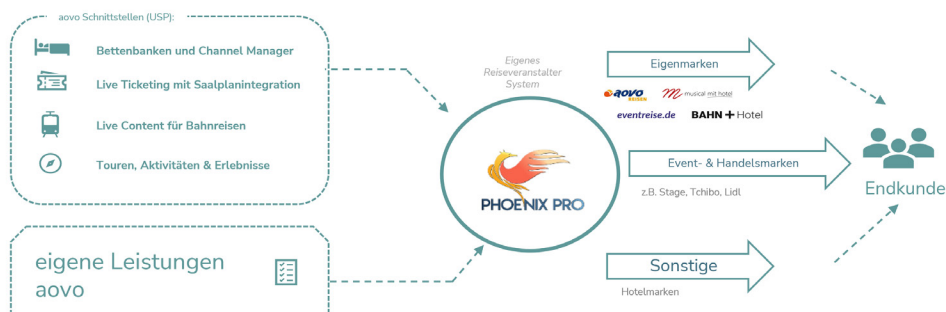 aovo Schnittstellen (USP):
Bettenbanken und Channel Manager
Live Ticketing mit Saalplanintegration
Live Content für Bahnreisen
Touren, Aktivitäten & Erlebnisse
eigene Leistungen
aovo
Eigenes
Reiseveranstalter
System
PHOENIX PRO
Eigenmarken
aovo
REISEN
m musical mit hotel
eventreise.de
BAHN + Hotel
Event- & Handelsmarken
z.B. Stage, Tchibo, Lidl
Sonstige
Hotelmarken
Endkunde